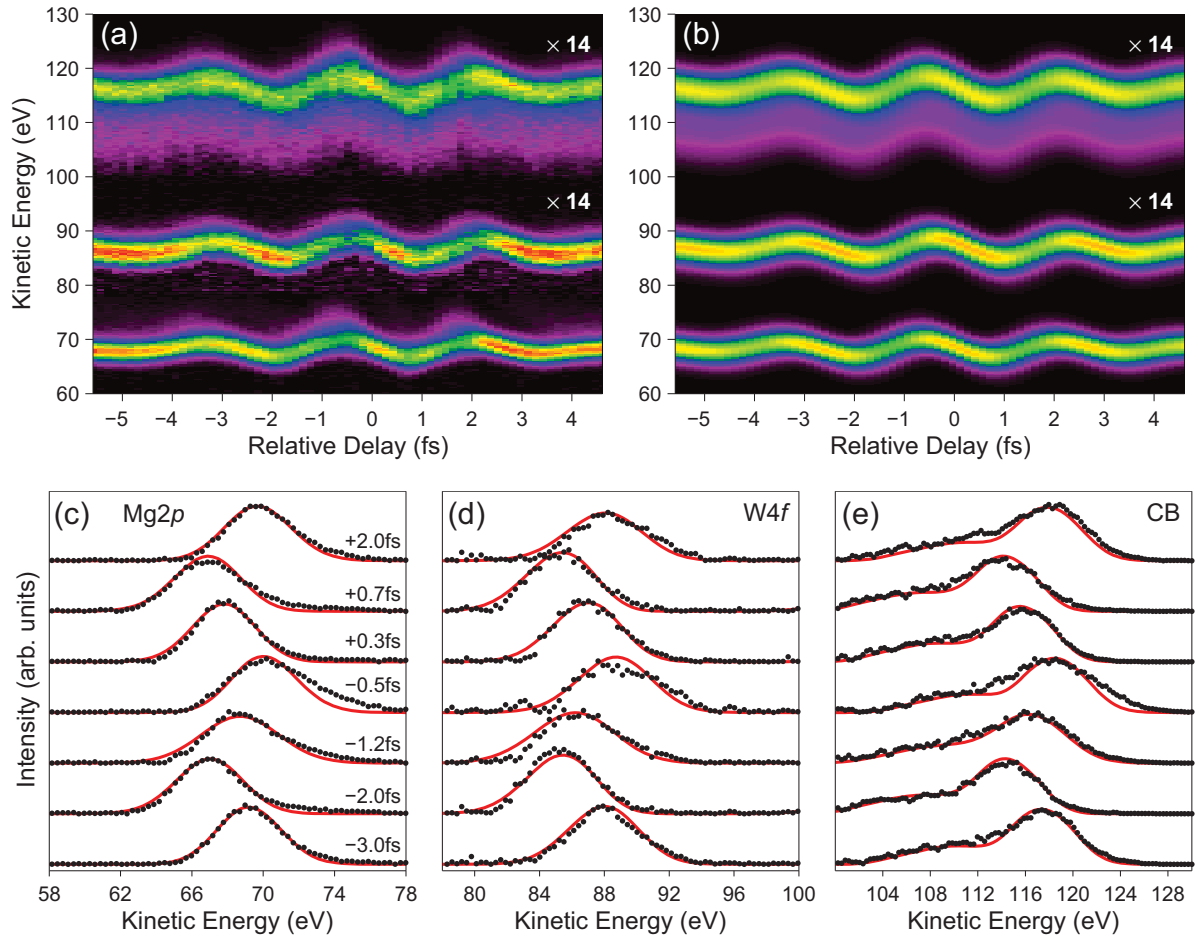 (a)
× 14
× 14
130
120
110
100
90
80
70
60
Kinetic Energy (eV)
−5 −4 −3 −2 −1 0 1 2 3 4
Relative Delay (fs)
(b)
× 14
× 14
130
120
110
100
90
80
70
60
−5 −4 −3 −2 −1 0 1 2 3 4
Relative Delay (fs)
Intensity (arb. units)
(c) Mg2p
+2.0fs
+0.7fs
+0.3fs
−0.5fs
−1.2fs
−2.0fs
−3.0fs
58 62 66 70 74 78
Kinetic Energy (eV)
(d) W4f
80 84 88 92 96 100
Kinetic Energy (eV)
(e) CB
104 108 112 116 120 124 128
Kinetic Energy (eV)